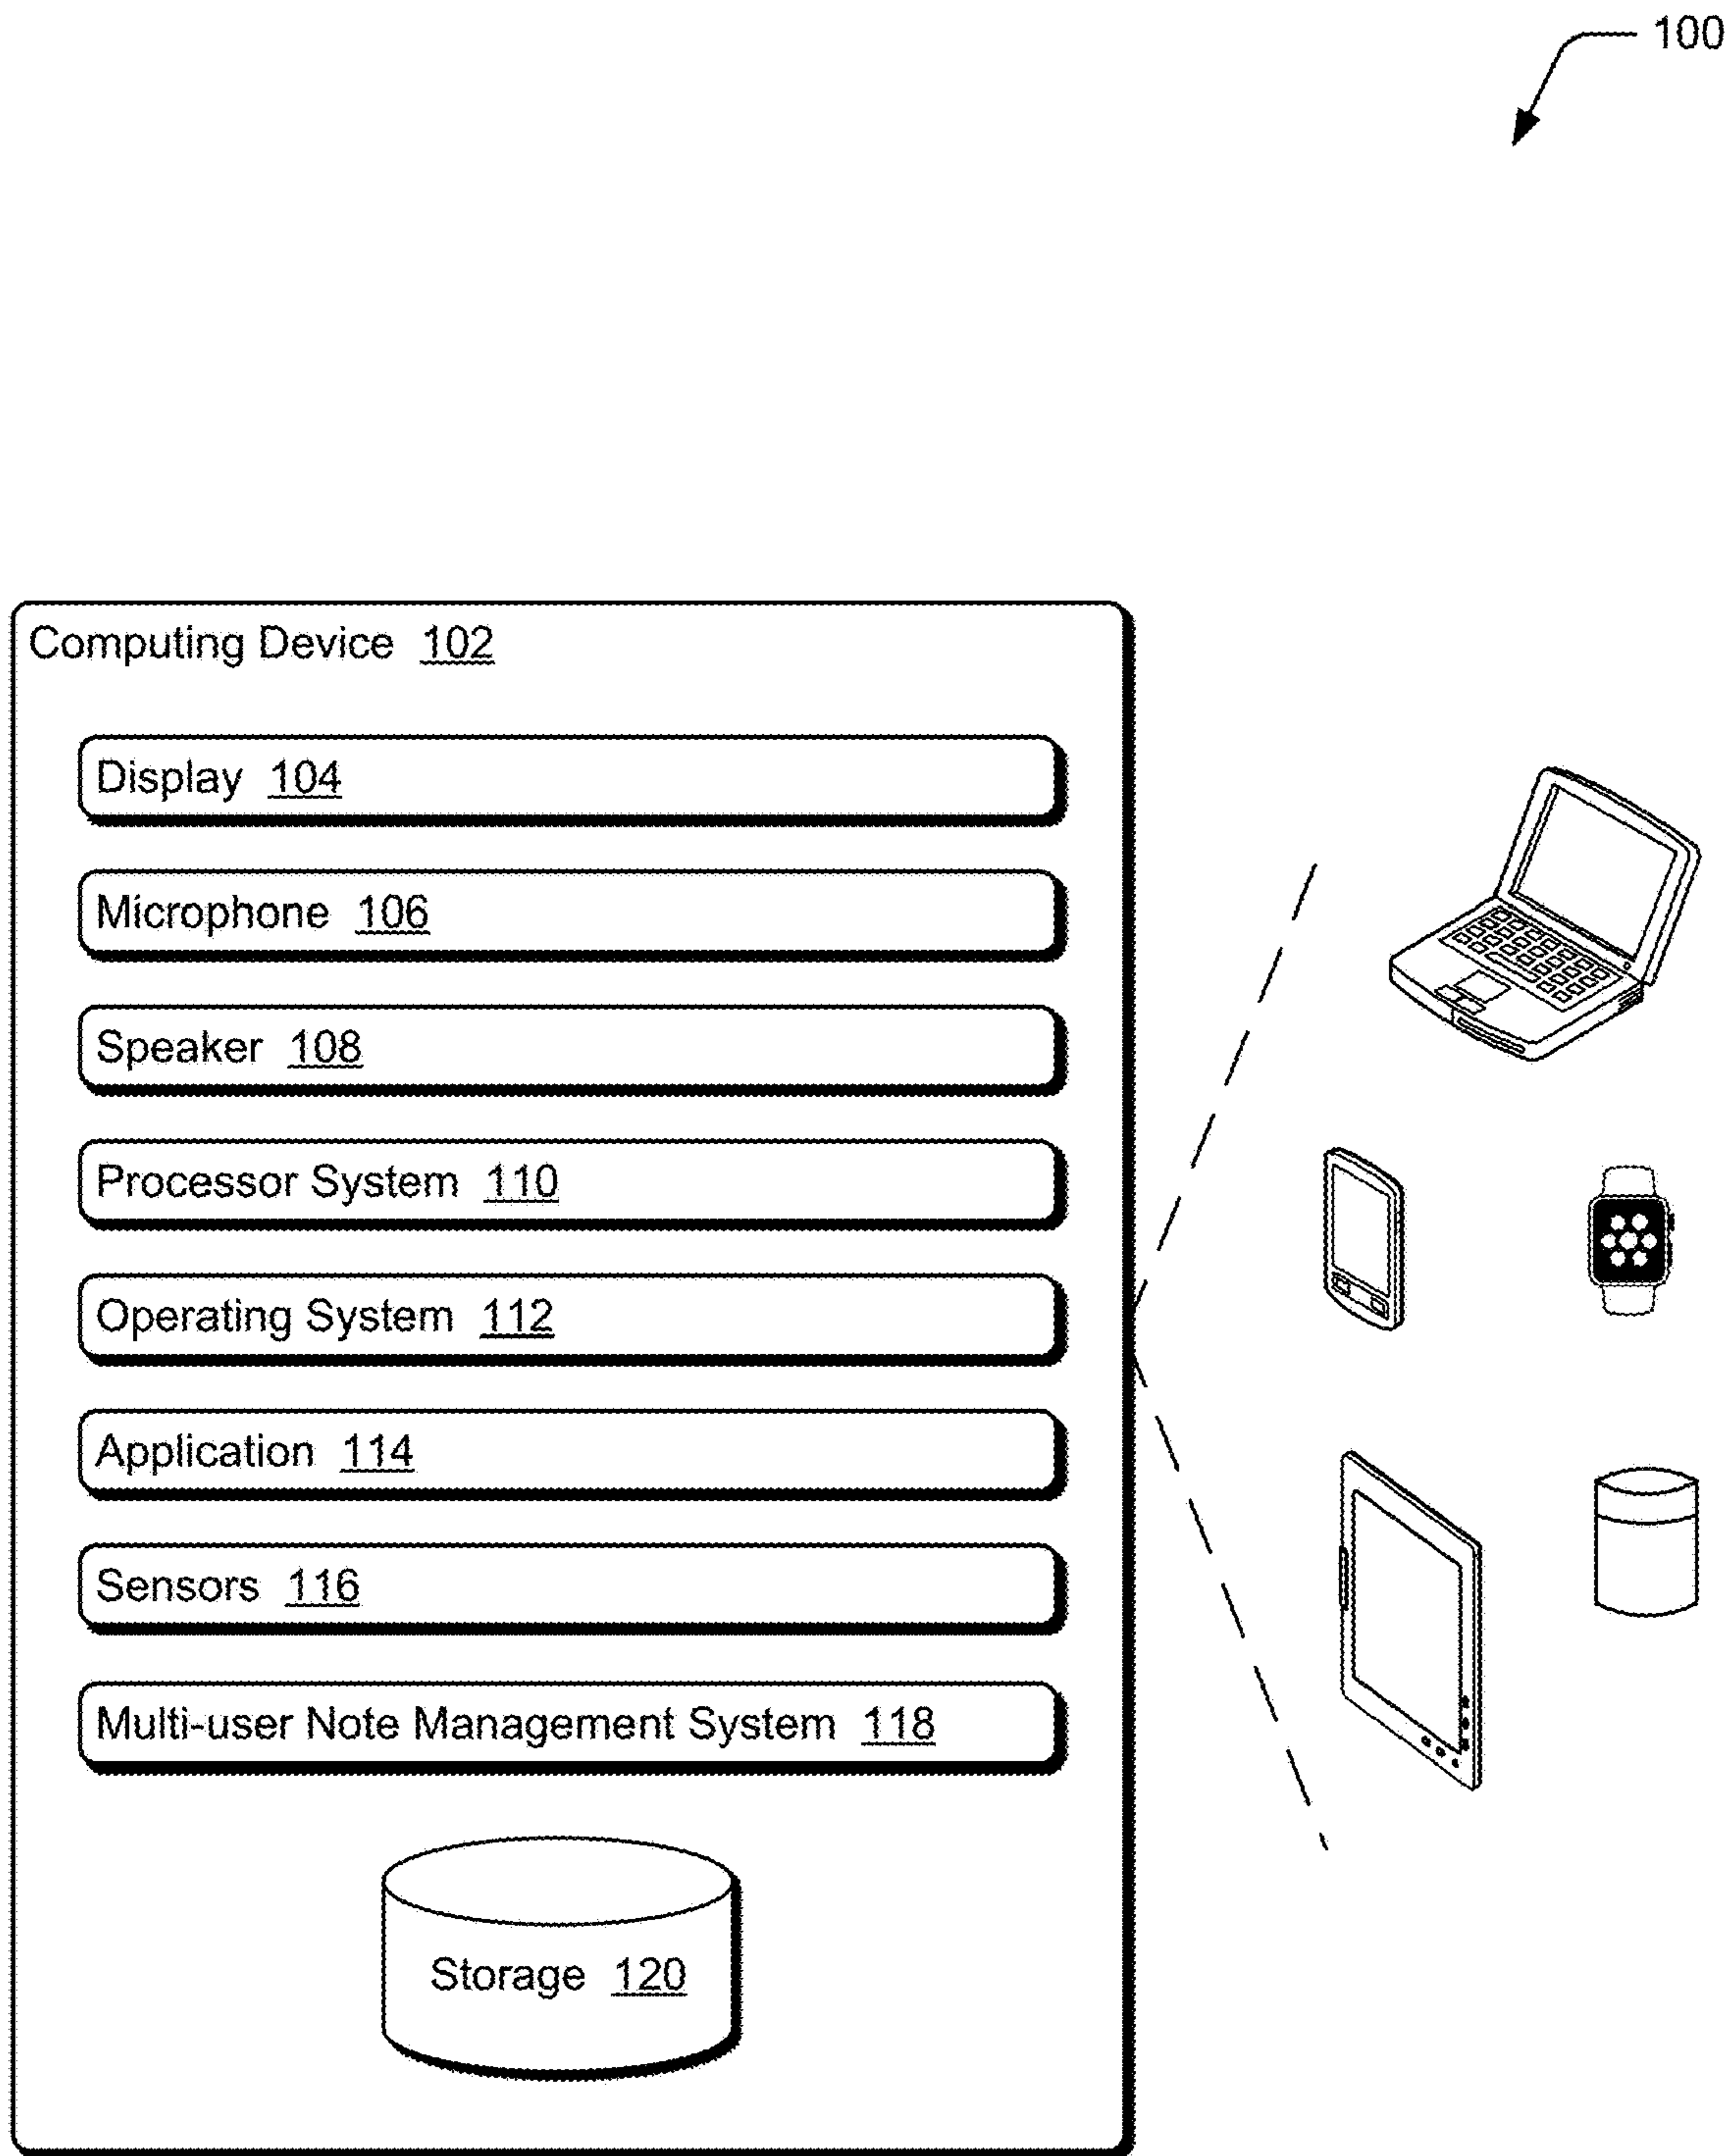 100
Computing Device 102
Display 104
Microphone 106
Speaker 108
Processor System 110
Operating System 112
Application 114
Sensors 116
Multi-user Note Management System 118
Storage 120